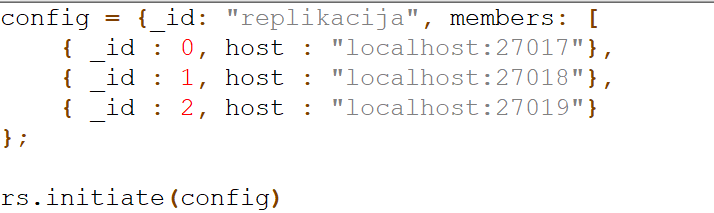 config = {_id: "replikacija", members: [
    { _id : 0, host : "localhost:27017"},
    { _id : 1, host : "localhost:27018"},
    { _id : 2, host : "localhost:27019"}
};
rs.initiate(config)